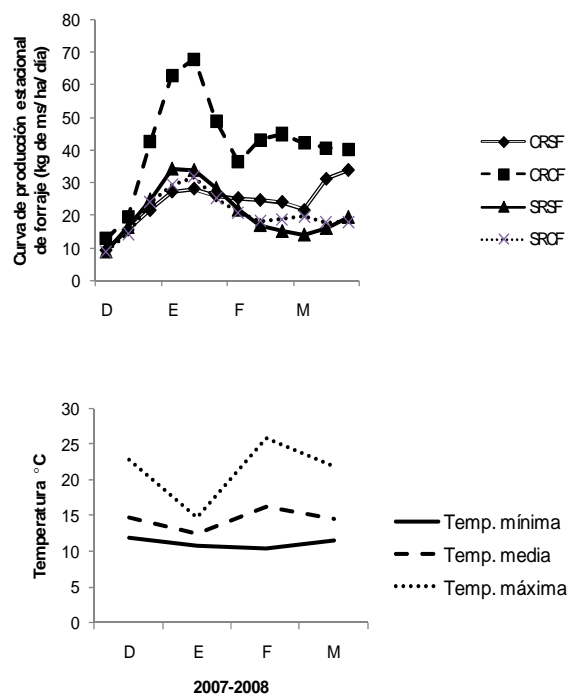 Curva de producción estacional
de forraje (kg de ms/ha/día)
80
70
60
50
40
30
20
10
0
D E F M
CRSF
CRCF
SRSF
SRCF
Temperatura °C
30
25
20
15
10
5
0
D E F M
2007-2008
Temp. mínima
Temp. media
Temp. máxima